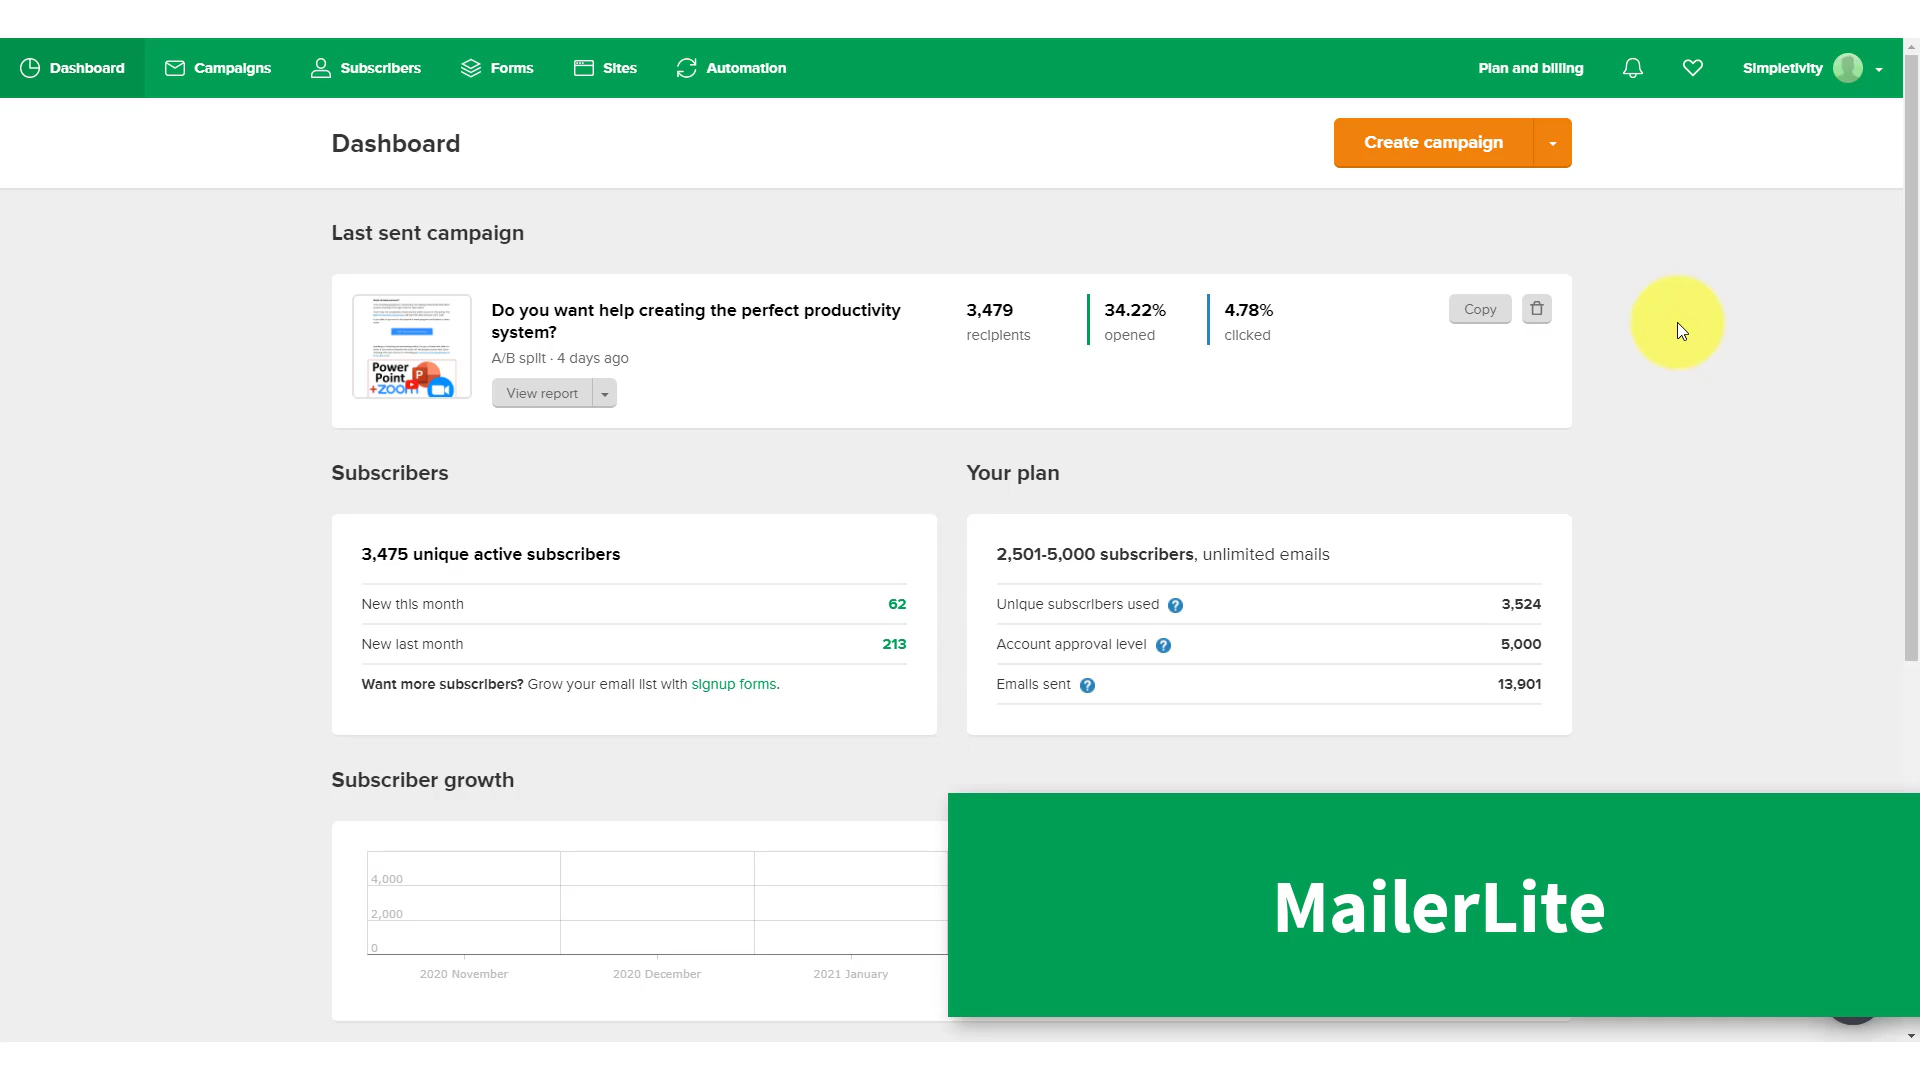 Dashboard
Campaigns
Subscribers
Forms
Sites
Automation
Plan and billing
Simpletivity
Dashboard
Create campaign
Last sent campaign
Do you want help creating the perfect productivity
system?
A/B split · 4 days ago
View report
3,479
recipients
34.22%
opened
4.78%
clicked
Copy
Power
Point
+ZOOM
P
Subscribers
3,475 unique active subscribers
New this month
62
New last month
213
Want more subscribers? Grow your email list with signup forms.
Your plan
2,501-5,000 subscribers, unlimited emails
Unique subscribers used ?
3,524
Account approval level ?
5,000
Emails sent ?
13,901
Subscriber growth
4,000
2,000
0
2020 November
2020 December
2021 January
MailerLite